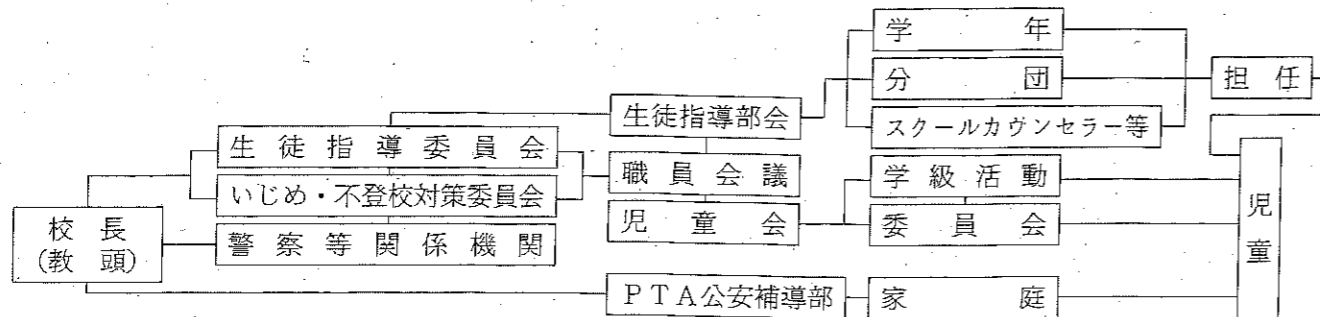 学年
分団
担任
生徒指導部会
スクールカウンセラー等
生徒指導委員会
職員会議
学級活動
いじめ・不登校対策委員会
児童会
委員会
児童
校長
(教頭)
警察等関係機関
PTA公安補導部
家庭